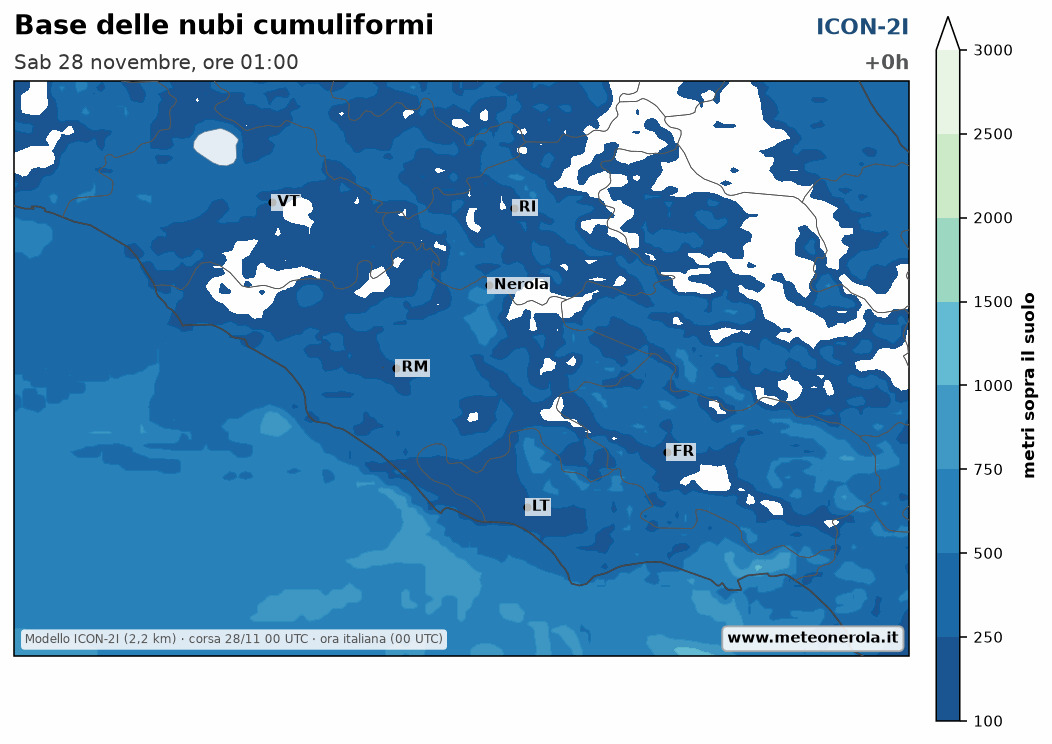 Base delle nubi cumuliformi
ICON-2I
Sab 28 novembre, ore 01:00
+0h
VT
RI
Nerola
RM
FR
LT
Modello ICON-2I (2,2 km) · corsa 28/11 00 UTC · ora italiana (00 UTC)
www.meteonerola.it
3000
2500
2000
1500
1000
750
500
250
100
metri sopra il suolo